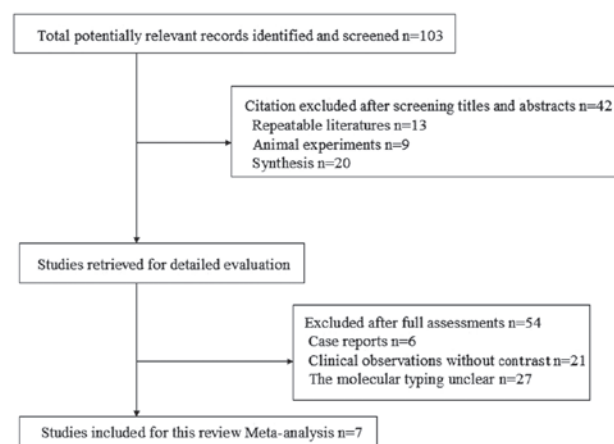 Total potentially relevant records identified and screened n=103
Citation excluded after screening titles and abstracts n=42
Repeatable literatures n=13
Animal experiments n=9
Synthesis n=20
Studies retrieved for detailed evaluation
Excluded after full assessments n=54
Case reports n=6
Clinical observations without contrast n=21
The molecular typing unclear n=27
Studies included for this review Meta-analysis n=7